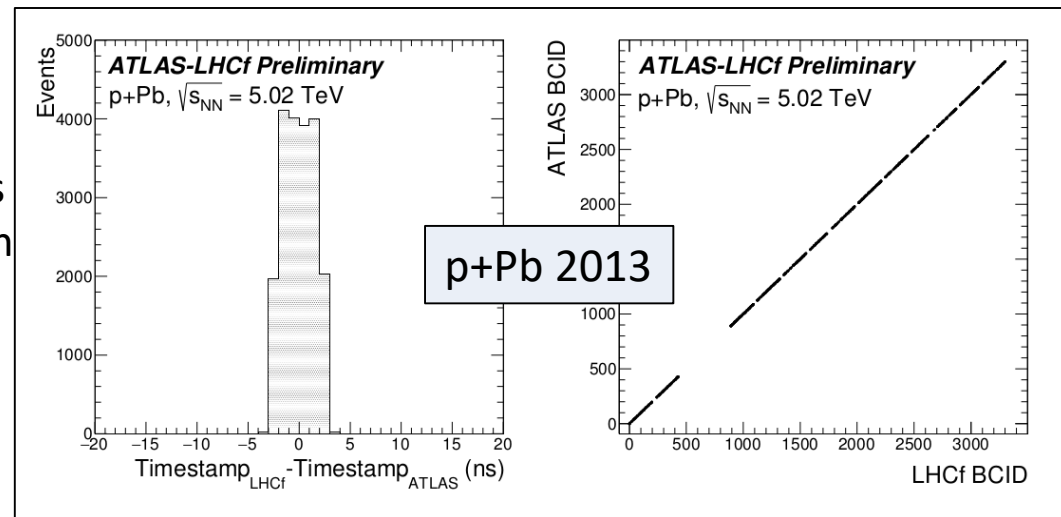 s
n
5000
4000
3000
2000
1000
0
Events
ATLAS-LHCf Preliminary
p+Pb, √sNN = 5.02 TeV
−20 −15 −10 −5 0 5 10 15 20
TimestampLHCf-TimestampATLAS (ns)
p+Pb 2013
ATLAS BCID
ATLAS-LHCf Preliminary
p+Pb, √sNN = 5.02 TeV
3000
2500
2000
1000
500
0
0 500 1000 1500 2000 2500 3000
LHCf BCID